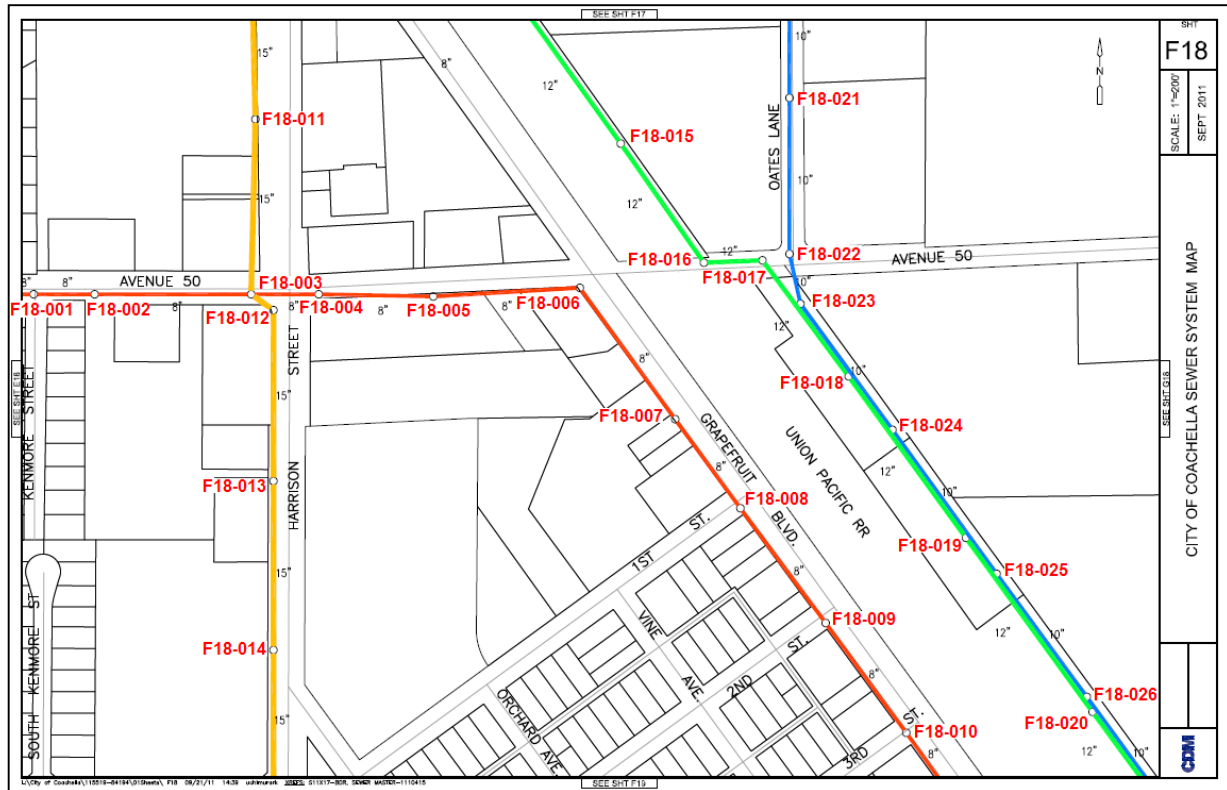 SEE SHT F17
SHT
F18
SCALE: 1"=200'
SEPT 2011
CITY OF COACHELLA SEWER SYSTEM MAP
CDM
N
15"
8"
12"
10"
F18-011
F18-015
F18-021
OATES LANE
12"
10"
15"
F18-016
12"
F18-017
F18-022
AVENUE 50
8"
8"
AVENUE 50
F18-003
F18-006
10"
F18-023
F18-001
F18-002
8"
F18-012
8"
F18-004
8"
F18-005
8"
12"
8"
F18-018
10"
SEE SHT E18
SEE SHT G18
KENMORE STREET
HARRISON STREET
15"
F18-007
GRAPEFRUIT BLVD.
UNION PACIFIC RR
F18-024
8"
12"
F18-013
F18-008
10"
1ST ST.
F18-019
15"
8"
F18-025
SOUTH KENMORE ST
VINE AVE.
F18-009
12"
10"
F18-014
2ND ST.
8"
ORCHARD AVE.
F18-026
F18-020
15"
3RD ST.
F18-010
8"
12"
10"
SEE SHT F19